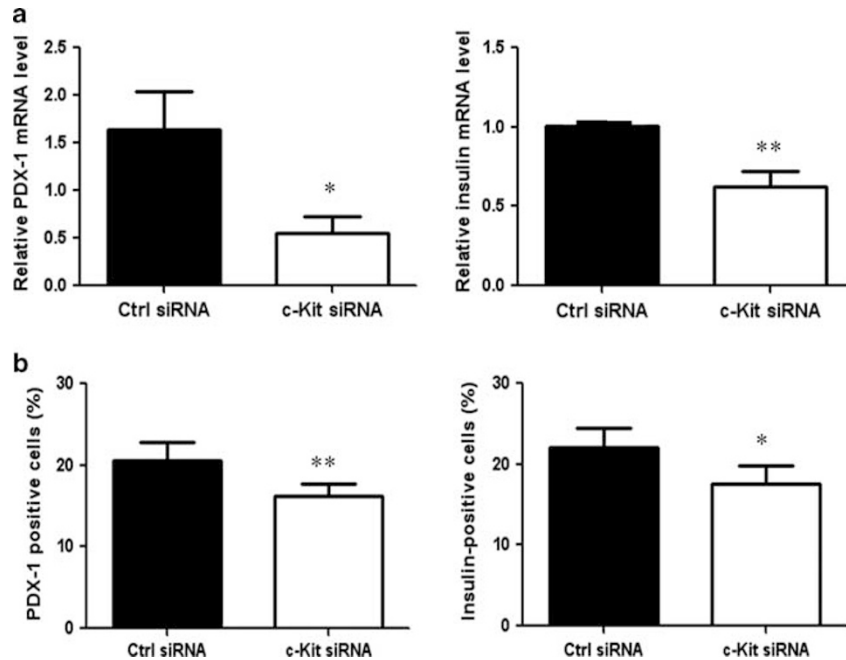 a
Relative PDX-1 mRNA level
2.5
2.0
1.5
1.0
0.5
0.0
*
Ctrl siRNA
c-Kit siRNA
Relative insulin mRNA level
1.5
1.0
0.5
0.0
**
Ctrl siRNA
c-Kit siRNA
b
PDX-1 positive cells (%)
30
20
10
0
**
Ctrl siRNA
c-Kit siRNA
Insulin-positive cells (%)
30
20
10
0
*
Ctrl siRNA
c-Kit siRNA